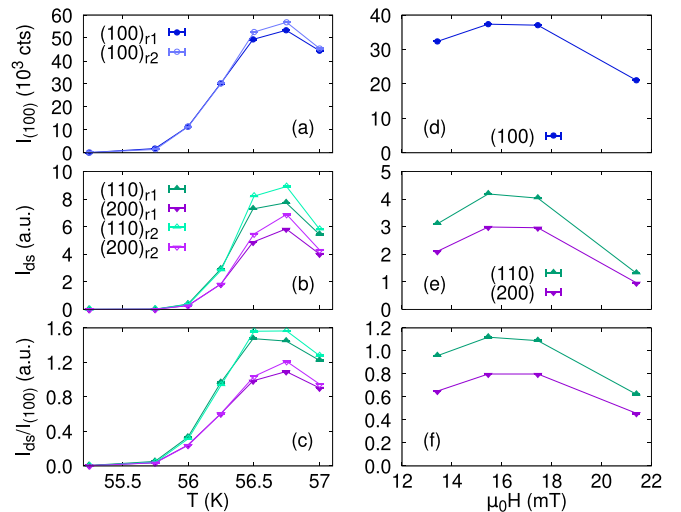 I(100) (10³ cts)
60
50
40
30
20
10
0
(100)r1
(100)r2
(a)
40
30
20
10
0
(d)
(100)
Ids (a.u.)
10
8
6
4
2
0
(110)r1
(200)r1
(110)r2
(200)r2
(b)
5
4
3
2
1
0
(e)
(110)
(200)
Ids/I(100) (a.u.)
1.6
1.2
0.8
0.4
0.0
(c)
55.5
56
56.5
57
T (K)
1.2
1.0
0.8
0.6
0.4
0.2
0.0
(f)
12
14
16
18
20
22
μ0H (mT)